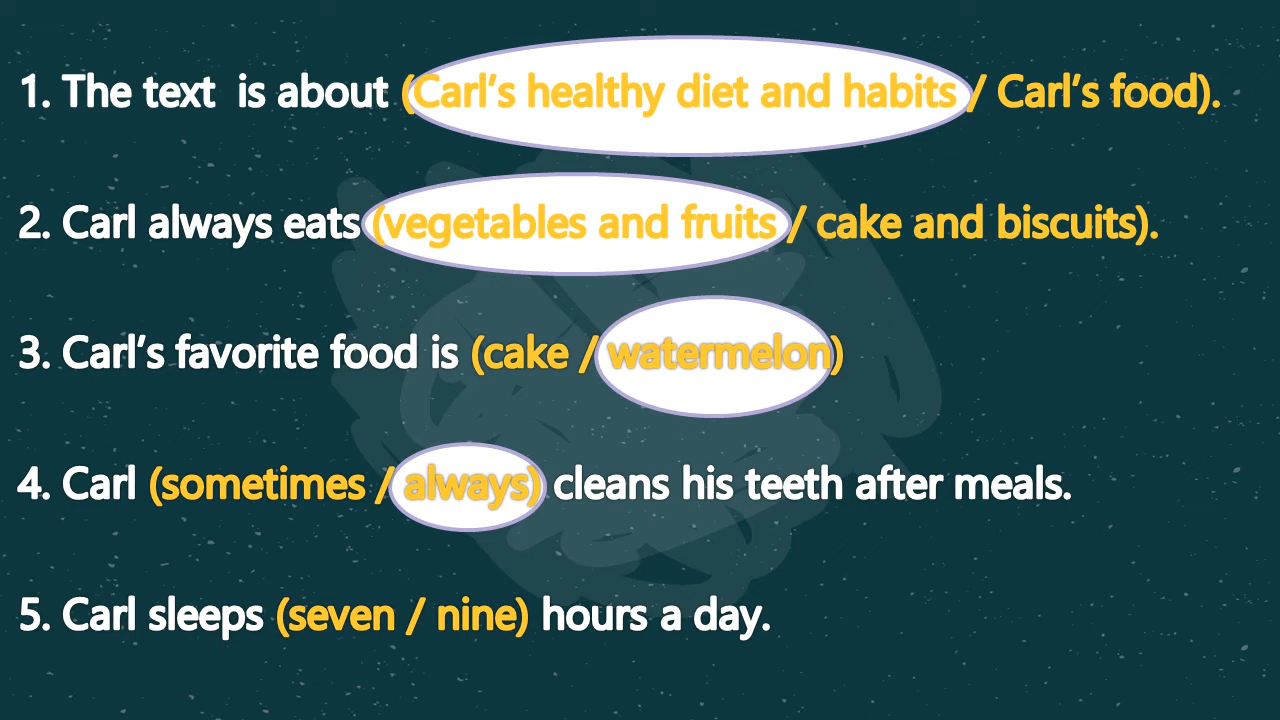 1. The text  is about (Carl’s healthy diet and habits / Carl’s food).
2. Carl always eats (vegetables and fruits / cake and biscuits).
3. Carl’s favorite food is (cake / watermelon)
4. Carl (sometimes / always) cleans his teeth after meals.
5. Carl sleeps (seven / nine) hours a day.